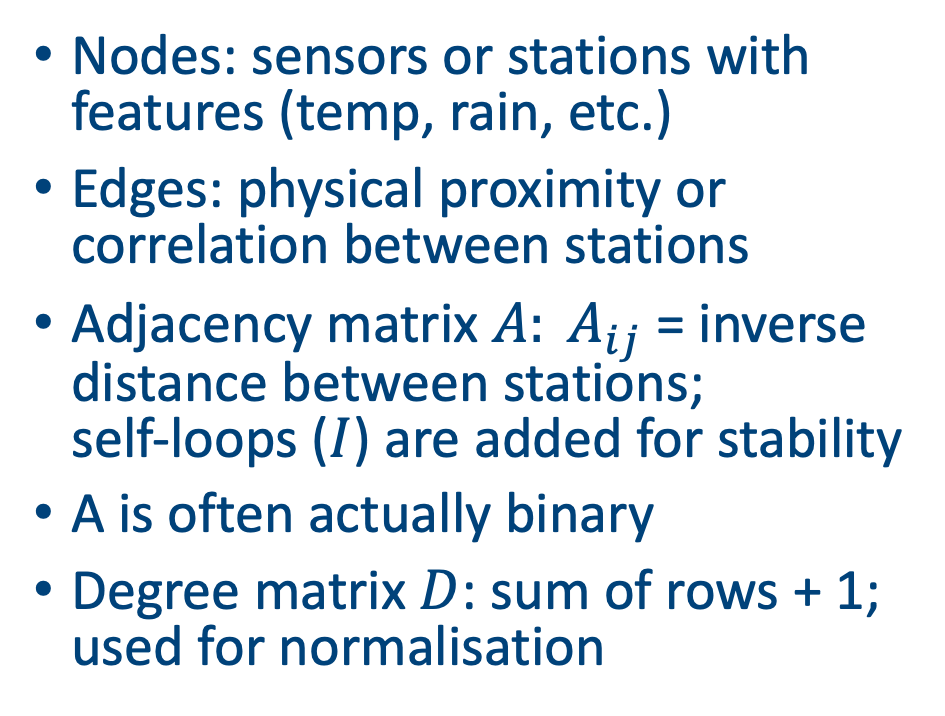 • Nodes: sensors or stations with
features (temp, rain, etc.)
• Edges: physical proximity or
correlation between stations
• Adjacency matrix A: A_{ij} = inverse
distance between stations;
self-loops (I) are added for stability
• A is often actually binary
• Degree matrix D: sum of rows + 1;
used for normalisation